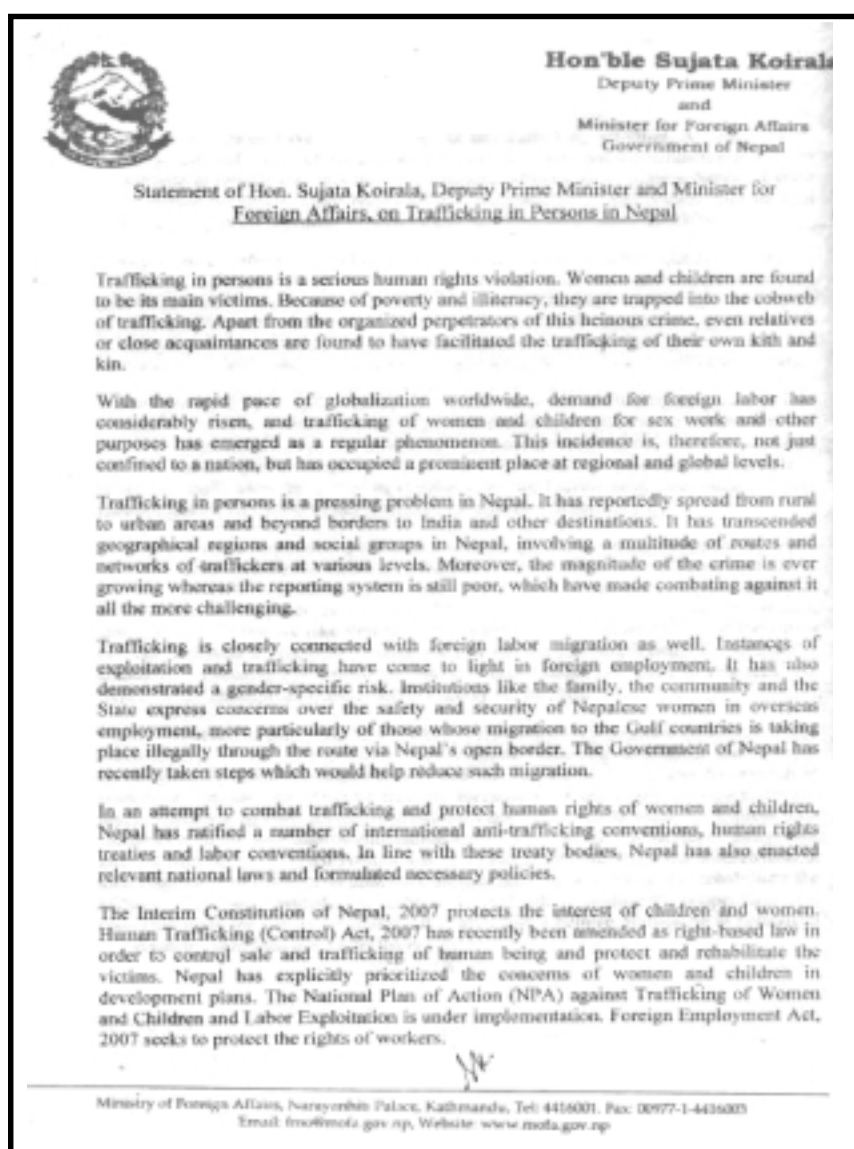 Hon'ble Sujata Koirala
Deputy Prime Minister
and
Minister for Foreign Affairs
Government of Nepal
Statement of Hon. Sujata Koirala, Deputy Prime Minister and Minister for
Foreign Affairs, on Trafficking in Persons in Nepal
Trafficking in persons is a serious human rights violation. Women and children are found
to be its main victims. Because of poverty and illiteracy, they are trapped into the cobweb
of trafficking. Apart from the organized perpetrators of this heinous crime, even relatives
or close acquaintances are found to have facilitated the trafficking of their own kith and
kin.
With the rapid pace of globalization worldwide, demand for foreign labor has
considerably risen, and trafficking of women and children for sex work and other
purposes has emerged as a regular phenomenon. This incidence is, therefore, not just
confined to a nation, but has occupied a prominent place at regional and global levels.
Trafficking in persons is a pressing problem in Nepal. It has reportedly spread from rural
to urban areas and beyond borders to India and other destinations. It has transcended
geographical regions and social groups in Nepal, involving a multitude of routes and
networks of traffickers at various levels. Moreover, the magnitude of the crime is ever
growing whereas the reporting system is still poor, which have made combating against it
all the more challenging.
Trafficking is closely connected with foreign labor migration as well. Instances of
exploitation and trafficking have come to light in foreign employment. It has also
demonstrated a gender-specific risk. Institutions like the family, the community and the
State express concerns over the safety and security of Nepalese women in overseas
employment, more particularly of those whose migration to the Gulf countries is taking
place illegally through the route via Nepal's open border. The Government of Nepal has
recently taken steps which would help reduce such migration.
In an attempt to combat trafficking and protect human rights of women and children,
Nepal has ratified a number of international anti-trafficking conventions, human rights
treaties and labor conventions. In line with these treaty bodies, Nepal has also enacted
relevant national laws and formulated necessary policies.
The Interim Constitution of Nepal, 2007 protects the interest of children and women.
Human Trafficking (Control) Act, 2007 has recently been amended as right-based law in
order to control sale and trafficking of human being and protect and rehabilitate the
victims. Nepal has explicitly prioritized the concerns of women and children in
development plans. The National Plan of Action (NPA) against Trafficking of Women
and Children and Labor Exploitation is under implementation. Foreign Employment Act,
2007 seeks to protect the rights of workers.
Ministry of Foreign Affairs, Narayanhiti Palace, Kathmandu, Tel: 4416001, Fax: 00977-1-4416003
Email: fmo@mofa.gov.np, Website: www.mofa.gov.np